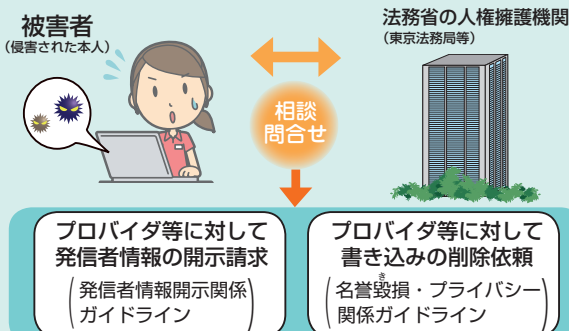 被害者
(侵害された本人)
法務省の人権擁護機関
(東京法務局等)
相談
問合せ
プロバイダ等に対して
発信者情報の開示請求
(発信者情報開示関係
ガイドライン)
プロバイダ等に対して
書き込みの削除依頼
き
(名誉毀損・プライバシー
関係ガイドライン)